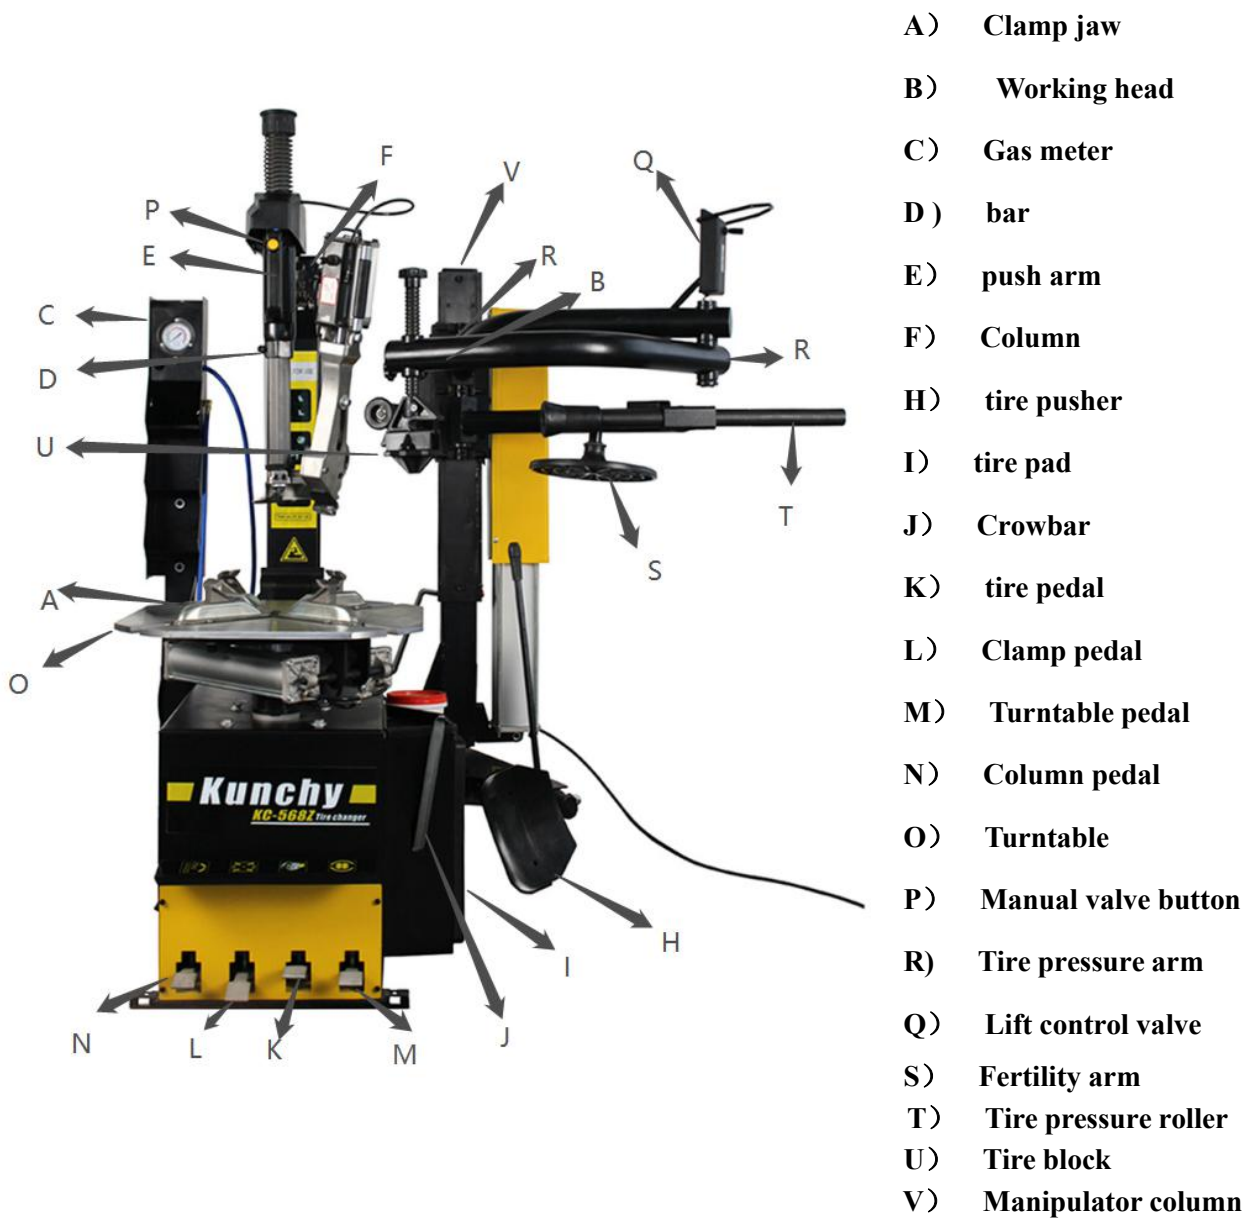 A） Clamp jaw
B） Working head
C） Gas meter
D ) bar
E） push arm
F） Column
H） tire pusher
I） tire pad
J） Crowbar
K） tire pedal
L） Clamp pedal
M） Turntable pedal
N） Column pedal
O） Turntable
P） Manual valve button
R) Tire pressure arm
Q） Lift control valve
S） Fertility arm
T） Tire pressure roller
U） Tire block
V） Manipulator column
F
V
Q
P
E
R
B
C
R
D
U
T
S
A
O
Kunchy
KC-568Z Tire changer
H
I
N
L
K
M
J